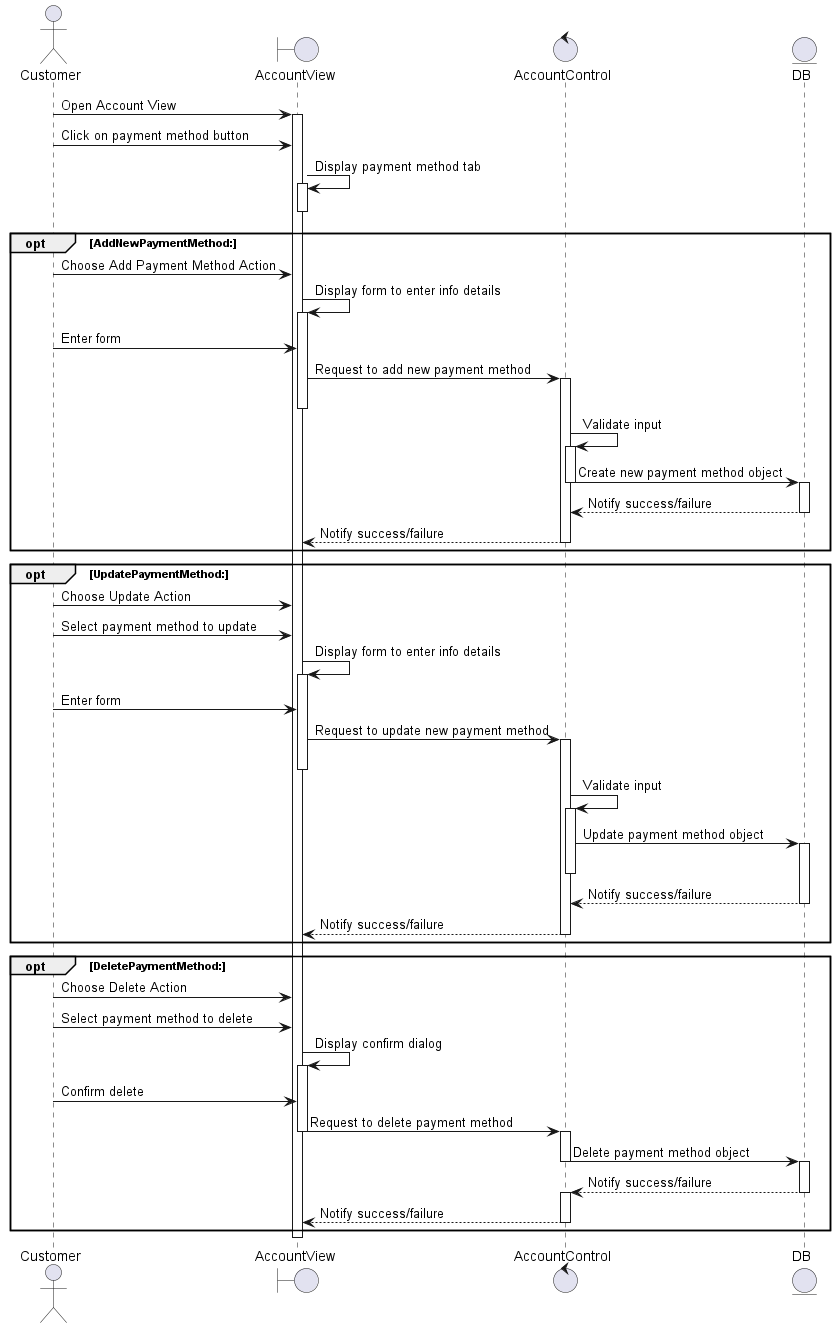 Customer
AccountView
AccountControl
DB
Open Account View
Click on payment method button
Display payment method tab
opt [AddNewPaymentMethod:]
Choose Add Payment Method Action
Display form to enter info details
Enter form
Request to add new payment method
Validate input
Create new payment method object
Notify success/failure
Notify success/failure
opt [UpdatePaymentMethod:]
Choose Update Action
Select payment method to update
Display form to enter info details
Enter form
Request to update new payment method
Validate input
Update payment method object
Notify success/failure
Notify success/failure
opt [DeletePaymentMethod:]
Choose Delete Action
Select payment method to delete
Display confirm dialog
Confirm delete
Request to delete payment method
Delete payment method object
Notify success/failure
Notify success/failure
Customer
AccountView
AccountControl
DB